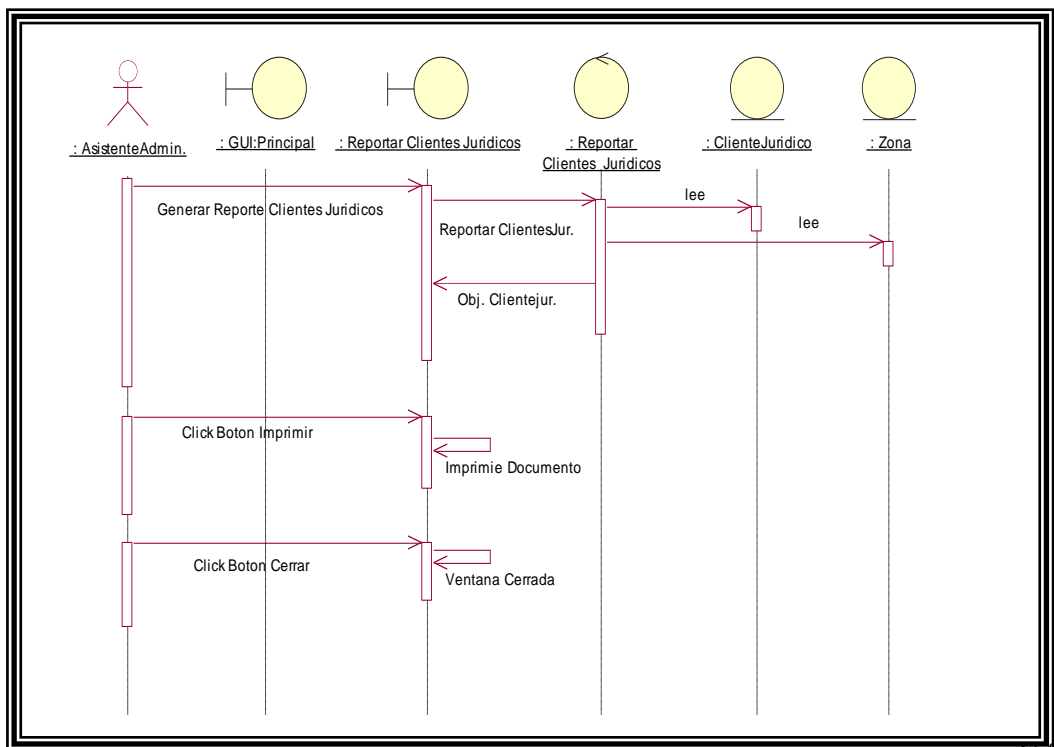 : AsistenteAdmin.
: GUI:Principal
: Reportar Clientes Juridicos
: Reportar
Clientes Juridicos
: ClienteJuridico
: Zona
Generar Reporte Clientes Juridicos
Reportar ClientesJur.
lee
lee
Obj. Clientejur.
Click Boton Imprimir
Imprimie Documento
Click Boton Cerrar
Ventana Cerrada